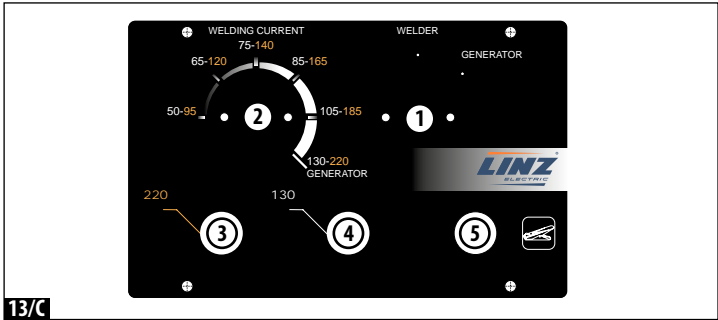 WELDING CURRENT
WELDER
75-140
GENERATOR
65-120
85-165
50-95
2
105-185
1
130-220
GENERATOR
LINZ
ELECTRIC
220
130
3
4
5
13/C